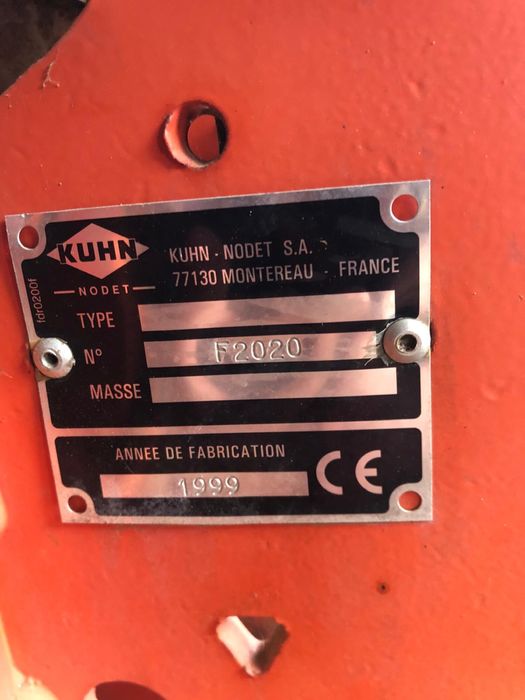 KUHN
NODET
KUHN - NODET S.A.
77130 MONTEREAU - FRANCE
TYPE
N° F2020
MASSE
ANNEE DE FABRICATION
1999
CE
fdr0200f